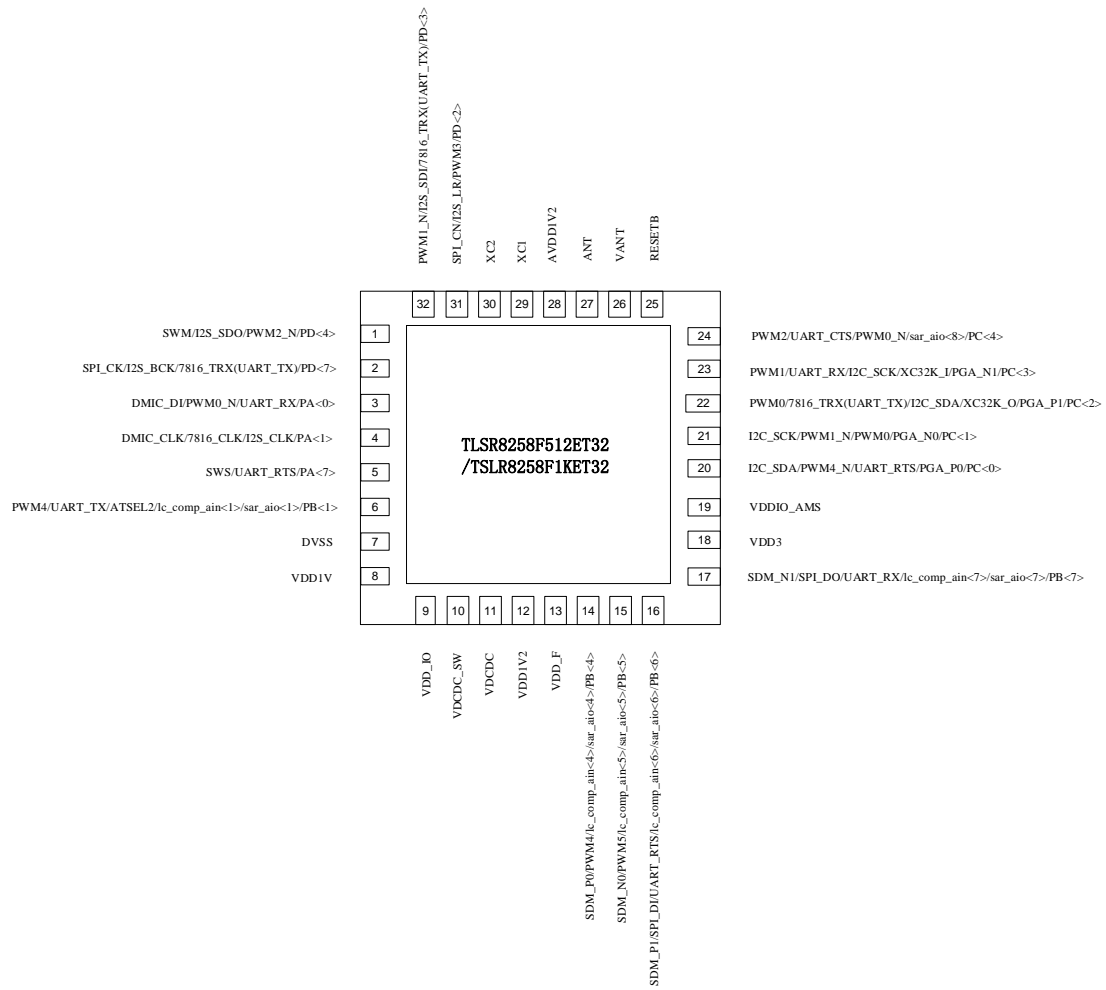 PWM1_N/I2S_SDI/7816_TRX(UART_TX)/PD<3>
SPI_CN/I2S_LR/PWM3/PD<2>
XC2
XC1
AVDD1V2
ANT
VANT
RESETB
32
31
30
29
28
27
26
25
SWM/I2S_SDO/PWM2_N/PD<4>
1
SPI_CK/I2S_BCK/7816_TRX(UART_TX)/PD<7>
2
DMIC_DI/PWM0_N/UART_RX/PA<0>
3
DMIC_CLK/7816_CLK/I2S_CLK/PA<1>
4
SWS/UART_RTS/PA<7>
5
PWM4/UART_TX/ATSEL2/lc_comp_ain<1>/sar_aio<1>/PB<1>
6
DVSS
7
VDD1V
8
TLSR8258F512ET32
/TSLR8258F1KET32
24
PWM2/UART_CTS/PWM0_N/sar_aio<8>/PC<4>
23
PWM1/UART_RX/I2C_SCK/XC32K_I/PGA_N1/PC<3>
22
PWM0/7816_TRX(UART_TX)/I2C_SDA/XC32K_O/PGA_P1/PC<2>
21
I2C_SCK/PWM1_N/PWM0/PGA_N0/PC<1>
20
I2C_SDA/PWM4_N/UART_RTS/PGA_P0/PC<0>
19
VDDIO_AMS
18
VDD3
17
SDM_N1/SPI_DO/UART_RX/lc_comp_ain<7>/sar_aio<7>/PB<7>
9
10
11
12
13
14
15
16
VDD_IO
VDCDC_SW
VDCDC
VDD1V2
VDD_F
SDM_P0/PWM4/lc_comp_ain<4>/sar_aio<4>/PB<4>
SDM_N0/PWM5/lc_comp_ain<5>/sar_aio<5>/PB<5>
SDM_P1/SPI_DI/UART_RTS/lc_comp_ain<6>/sar_aio<6>/PB<6>